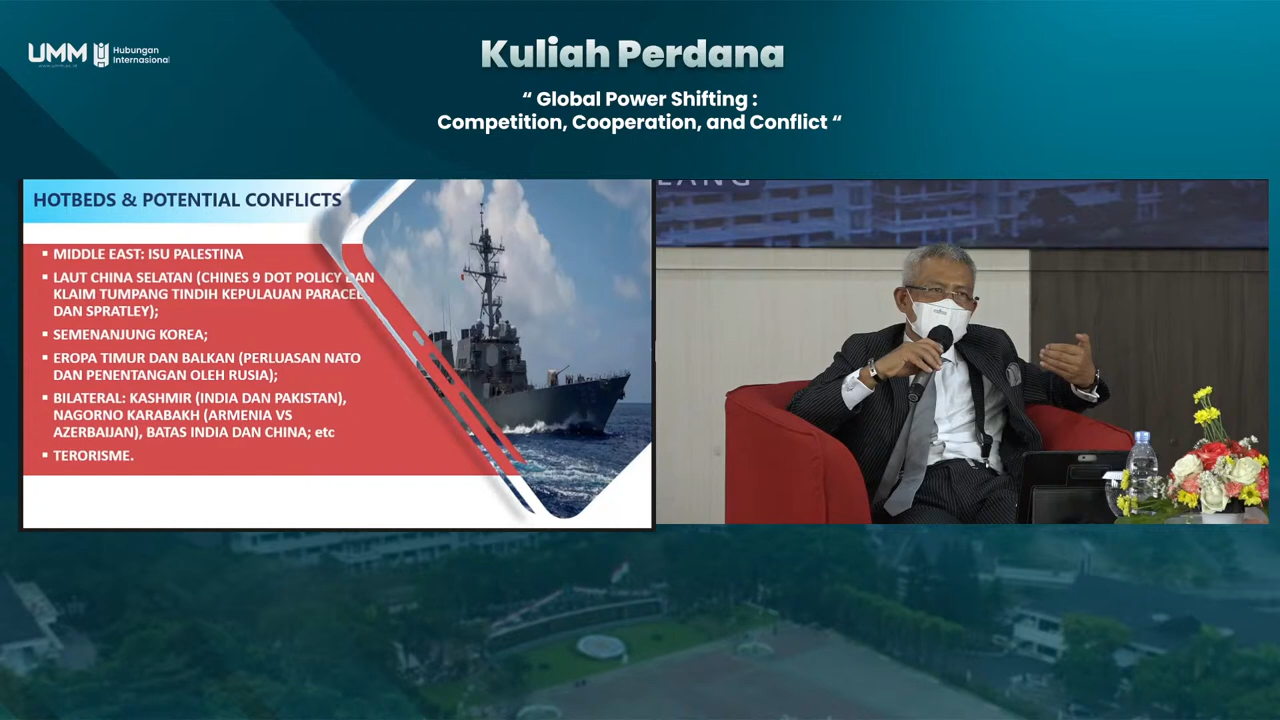 UMM
Hubungan
Internasional
Kuliah Perdana
“ Global Power Shifting :
Competition, Cooperation, and Conflict “
HOTBEDS & POTENTIAL CONFLICTS
▪ MIDDLE EAST: ISU PALESTINA
▪ LAUT CHINA SELATAN (CHINES 9 DOT POLICY DAN
KLAIM TUMPANG TINDIH KEPULAUAN PARACEL
DAN SPRATLEY);
▪ SEMENANJUNG KOREA;
▪ EROPA TIMUR DAN BALKAN (PERLUASAN NATO
DAN PENENTANGAN OLEH RUSIA);
▪ BILATERAL: KASHMIR (INDIA DAN PAKISTAN),
NAGORNO KARABAKH (ARMENIA VS
AZERBAIJAN), BATAS INDIA DAN CHINA; etc
▪ TERORISME.